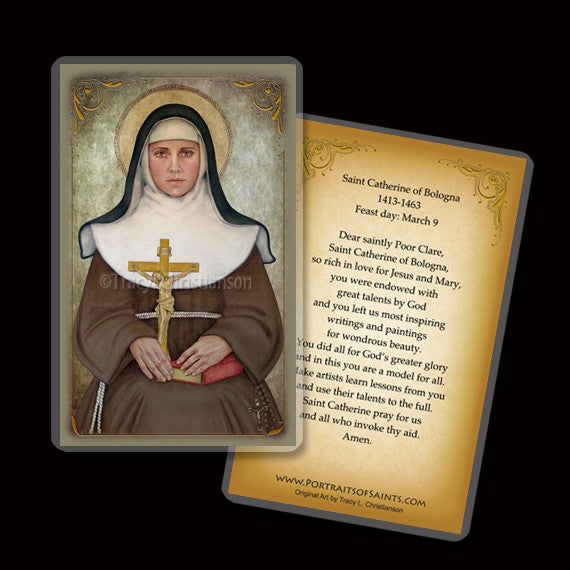 ©Tracy Christianson
Saint Catherine of Bologna
1413-1463
Feast day: March 9
Dear saintly Poor Clare,
Saint Catherine of Bologna,
so rich in love for Jesus and Mary,
you were endowed with
great talents by God
and you left us most inspiring
writings and paintings
for wondrous beauty.
You did all for God's greater glory
and in this you are a model for all.
Make artists learn lessons from you
and use their talents to the full.
Saint Catherine pray for us
and all who invoke thy aid.
Amen.
www.PortraitsofSaints.com
Original Art by Tracy L. Christianson